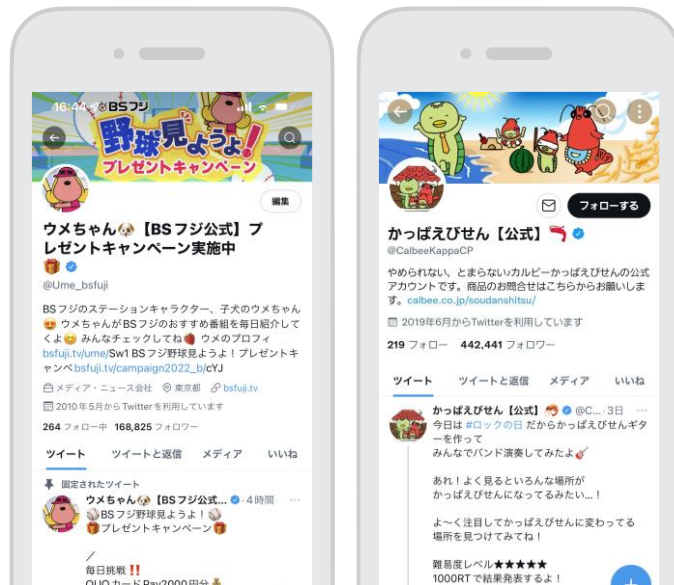 16:44
BSフジ
野球見ようよ!
プレゼントキャンペーン
編集
ウメちゃん🐶【BSフジ公式】プ
レゼントキャンペーン実施中
🎁
@Ume_bsfuji
BSフジのステーションキャラクター、子犬のウメちゃん
😍 ウメちゃんがBSフジのおすすめ番組を毎日紹介して
くよ😊 みんなチェックしてね🍓 ウメのプロフィ
bsfuji.tv/ume/Sw1 BSフジ野球見ようよ！プレゼントキ
ャンペbsfuji.tv/campaign2022_b/cYJ
メディア・ニュース会社 東京都 bsfuji.tv
2010年5月からTwitterを利用しています
264 フォロー中 168,825 フォロワー
ツイート ツイートと返信 メディア いいね
固定されたツイート
ウメちゃん🐶【BSフジ公式... · 4時間 ···
⚾BSフジ野球見ようよ！⚾
🎁プレゼントキャンペーン🎁
／
毎日挑戦‼
QUOカードPay2000円分💰
フォローする
かっぱえびせん【公式】🦐
@CalbeeKappaCP
やめられない、とまらない♪カルビーかっぱえびせんの公式
アカウントです。商品のお問合せはこちらからお願いしま
す。calbee.co.jp/soudanshitsu/
2019年6月からTwitterを利用しています
219 フォロー 442,441 フォロワー
ツイート ツイートと返信 メディア いいね
かっぱえびせん【公式】🦐 @C... · 3日 ···
今日は #ロックの日 だからかっぱえびせんギタ
ーを作って
みんなでバンド演奏してみたよ🎸
あれ！よく見るといろんな場所が
かっぱえびせんになってるみたい...！
よ〜く注目してかっぱえびせんに変わってる
場所を見つけてみてね！
難易度レベル★★★★★
1000RTで結果発表するよ！